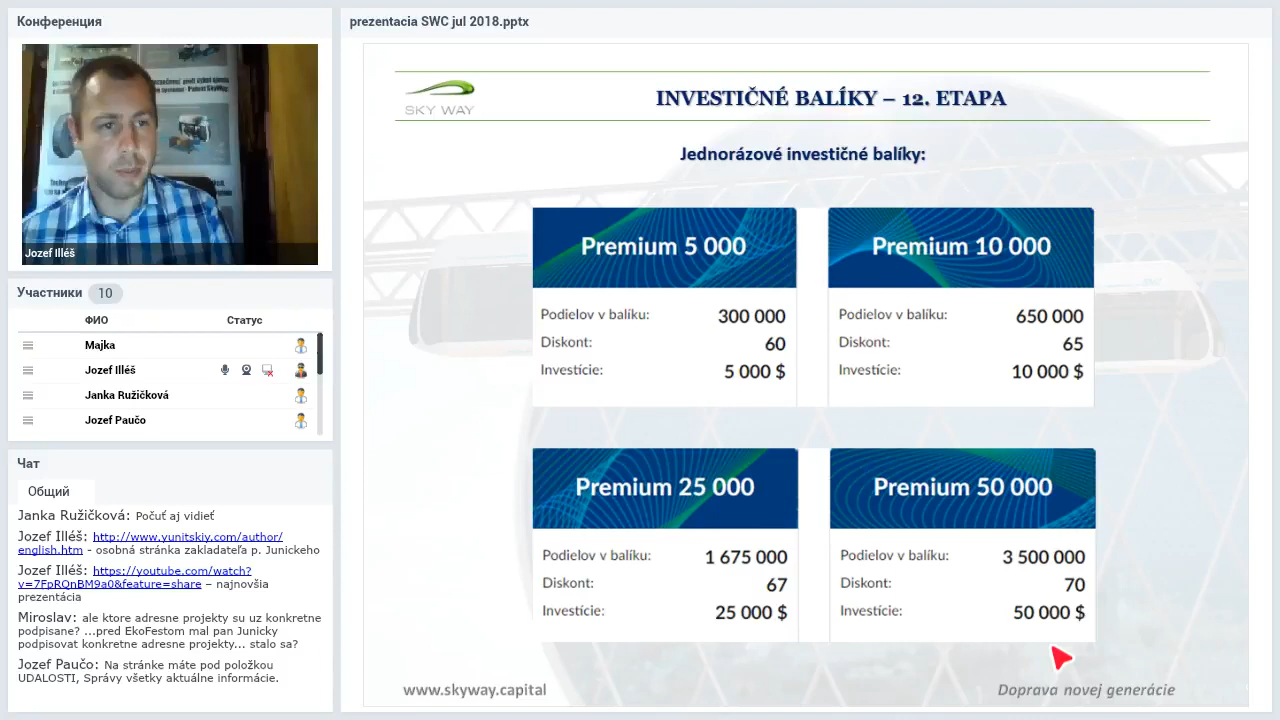 Конференция
Jozef Illéš
Участники 10
ФИО Статус
Majka
Jozef Illéš
Janka Ružičková
Jozef Paučo
Чат
Общий
Janka Ružičková: Počuť aj vidieť
Jozef Illéš: http://www.yunitskiy.com/author/
english.htm - osobná stránka zakladateľa p. Junickeho
Jozef Illéš: https://youtube.com/watch?
v=7FpRQnBM9a0&feature=share – najnovšia
prezentácia
Miroslav: ale ktore adresne projekty su uz konkretne
podpisane? ...pred EkoFestom mal pan Junicky
podpisovat konkretne adresne projekty... stalo sa?
Jozef Paučo: Na stránke máte pod položkou
UDALOSTI, Správy všetky aktuálne informácie.
prezentacia SWC jul 2018.pptx
SKY WAY
INVESTIČNÉ BALÍKY – 12. ETAPA
Jednorázové investičné balíky:
Premium 5 000
Podielov v balíku: 300 000
Diskont: 60
Investície: 5 000 $
Premium 10 000
Podielov v balíku: 650 000
Diskont: 65
Investície: 10 000 $
Premium 25 000
Podielov v balíku: 1 675 000
Diskont: 67
Investície: 25 000 $
Premium 50 000
Podielov v balíku: 3 500 000
Diskont: 70
Investície: 50 000 $
www.skyway.capital
Doprava novej generácie